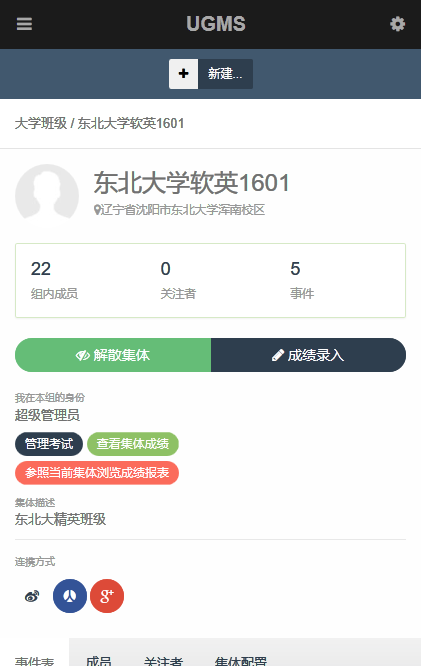 UGMS
新建...
大学班级 / 东北大学软英1601
东北大学软英1601
辽宁省沈阳市东北大学浑南校区
22 0 5
组内成员 关注者 事件
解散集体 成绩录入
我在本组的身份
超级管理员
管理考试 查看集体成绩
参照当前集体浏览成绩报表
集体描述
东北大精英班级
连携方式
事件表 成员 关注者 集体配置